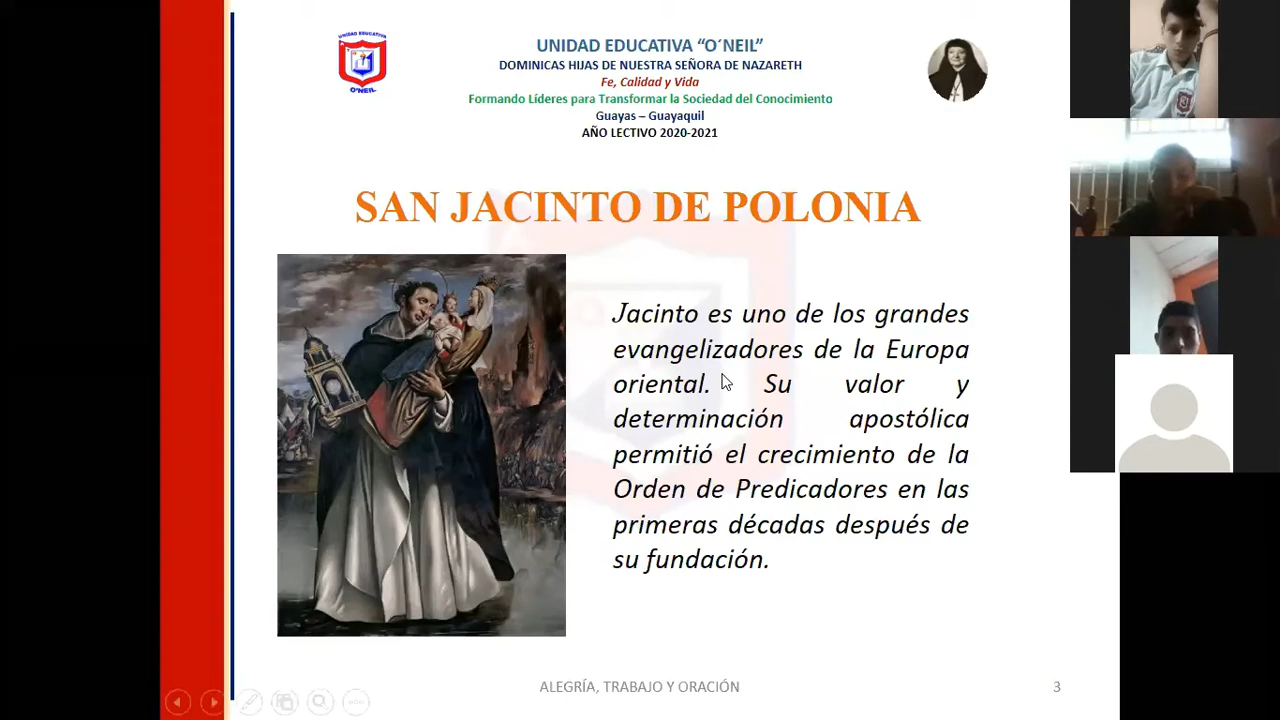 UNIDAD EDUCATIVA
O´NEIL
UNIDAD EDUCATIVA “O´NEIL”
DOMINICAS HIJAS DE NUESTRA SEÑORA DE NAZARETH
Fe, Calidad y Vida
Formando Líderes para Transformar la Sociedad del Conocimiento
Guayas – Guayaquil
AÑO LECTIVO 2020-2021
SAN JACINTO DE POLONIA
Jacinto es uno de los grandes
evangelizadores de la Europa
oriental. Su valor y
determinación apostólica
permitió el crecimiento de la
Orden de Predicadores en las
primeras décadas después de
su fundación.
ALEGRÍA, TRABAJO Y ORACIÓN
3